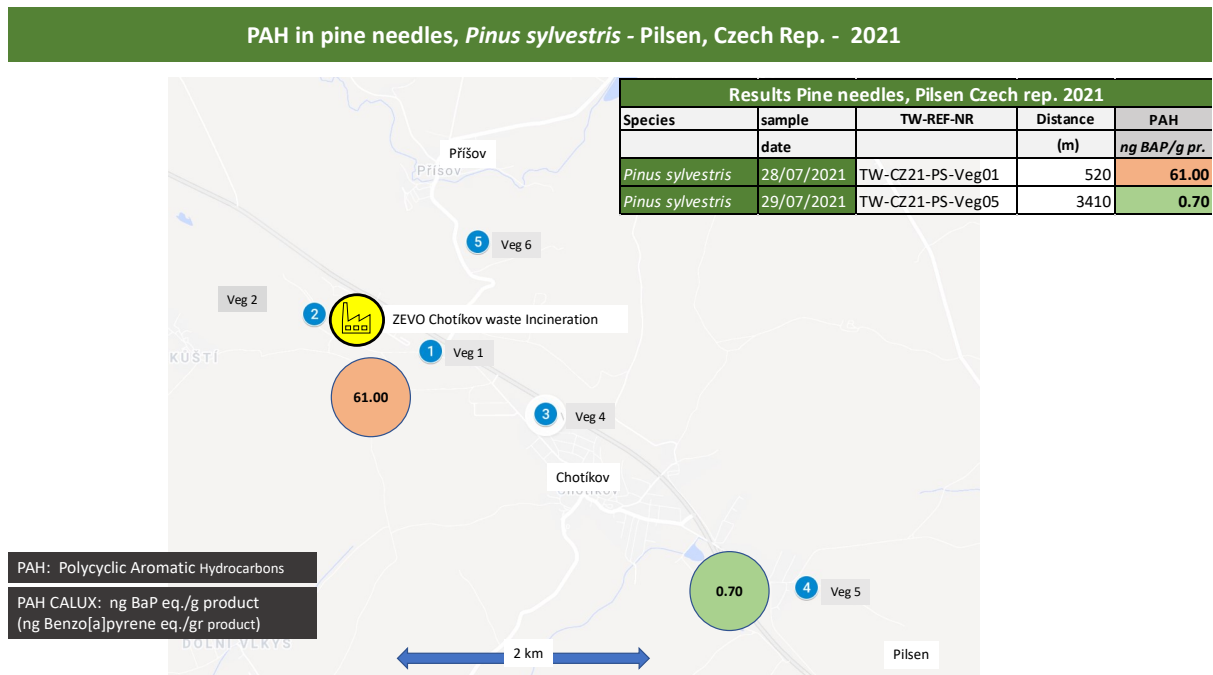 PAH in pine needles, Pinus sylvestris - Pilsen, Czech Rep. - 2021
Results Pine needles, Pilsen Czech rep. 2021
Species sample TW-REF-NR Distance PAH
date (m) ng BAP/g pr.
Pinus sylvestris 28/07/2021 TW-CZ21-PS-Veg01 520 61.00
Pinus sylvestris 29/07/2021 TW-CZ21-PS-Veg05 3410 0.70
Příšov
Příšov
5 Veg 6
Veg 2
2
ZEVO Chotíkov waste Incineration
1 Veg 1
KŮŠTÍ
61.00
3 Veg 4
Chotíkov
Chotíkov
PAH: Polycyclic Aromatic Hydrocarbons
PAH CALUX: ng BaP eq./g product
(ng Benzo[a]pyrene eq./gr product)
DOLNÍ VLKÝŠ
0.70
4 Veg 5
2 km
Pilsen